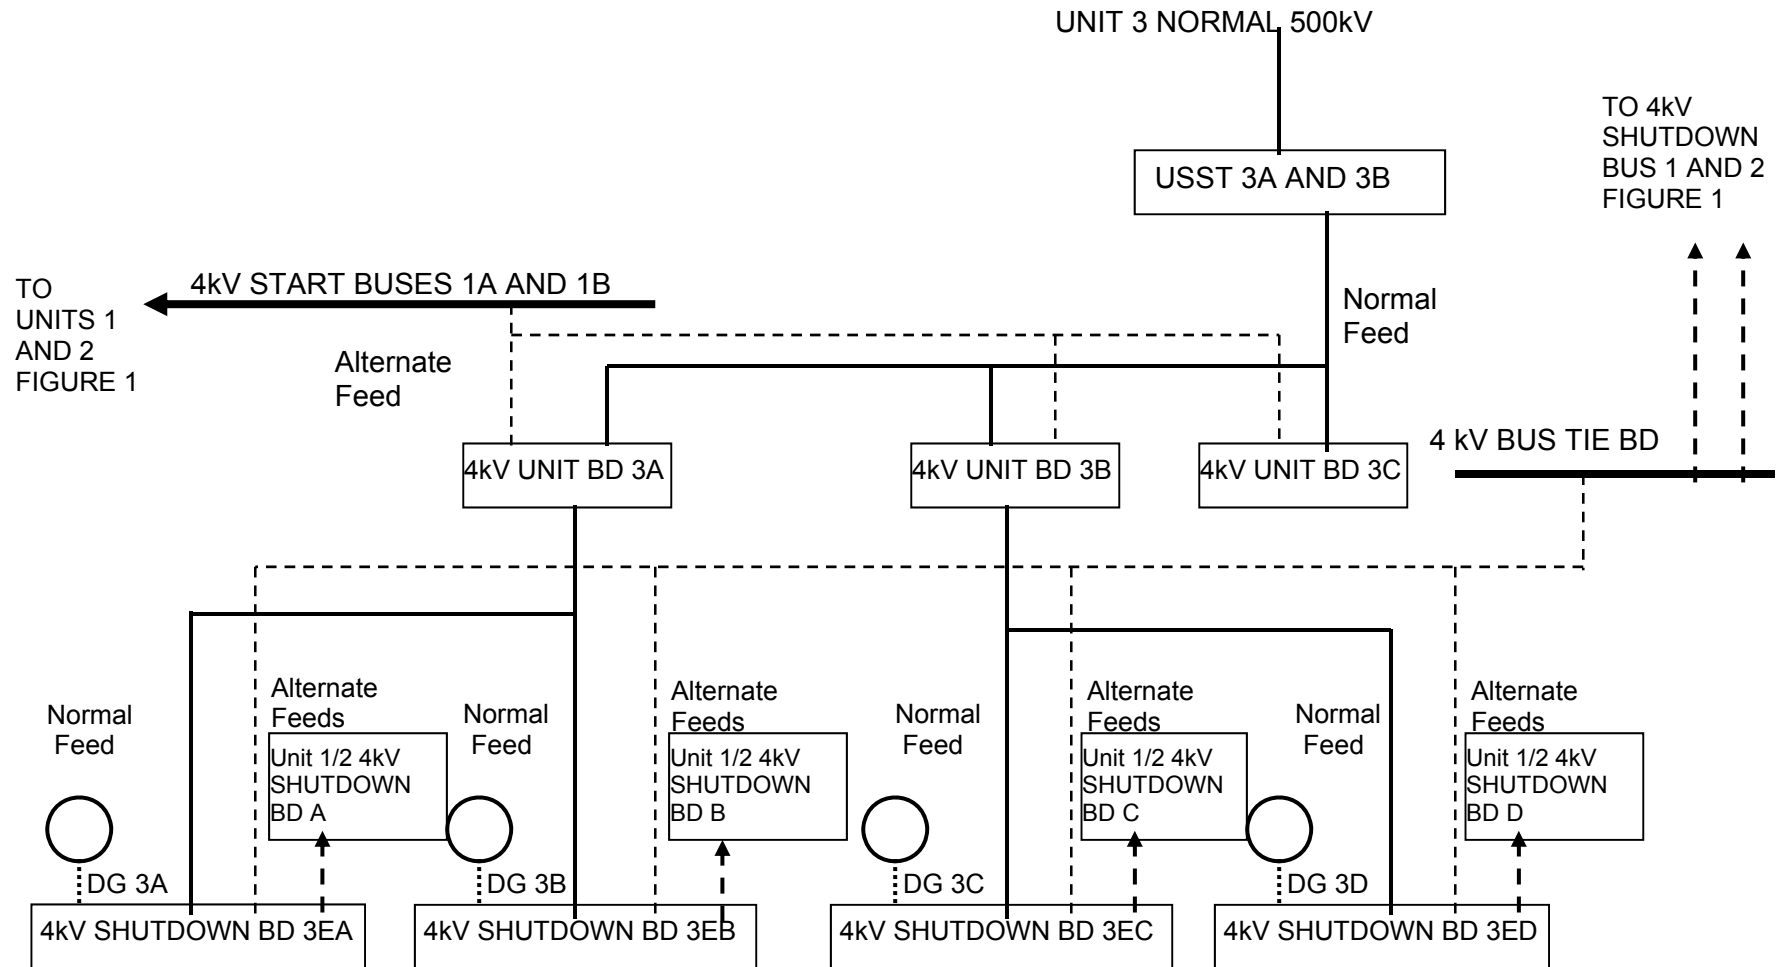 UNIT 3 NORMAL 500kV
TO 4kV
SHUTDOWN
BUS 1 AND 2
FIGURE 1
USST 3A AND 3B
TO
UNITS 1
AND 2
FIGURE 1
4kV START BUSES 1A AND 1B
Normal
Feed
Alternate
Feed
4kV UNIT BD 3A
4kV UNIT BD 3B
4kV UNIT BD 3C
4 kV BUS TIE BD
Normal
Feed
Alternate
Feeds
Unit 1/2 4kV
SHUTDOWN
BD A
Normal
Feed
Alternate
Feeds
Unit 1/2 4kV
SHUTDOWN
BD B
Normal
Feed
Alternate
Feeds
Unit 1/2 4kV
SHUTDOWN
BD C
Normal
Feed
Alternate
Feeds
Unit 1/2 4kV
SHUTDOWN
BD D
DG 3A
DG 3B
DG 3C
DG 3D
4kV SHUTDOWN BD 3EA
4kV SHUTDOWN BD 3EB
4kV SHUTDOWN BD 3EC
4kV SHUTDOWN BD 3ED